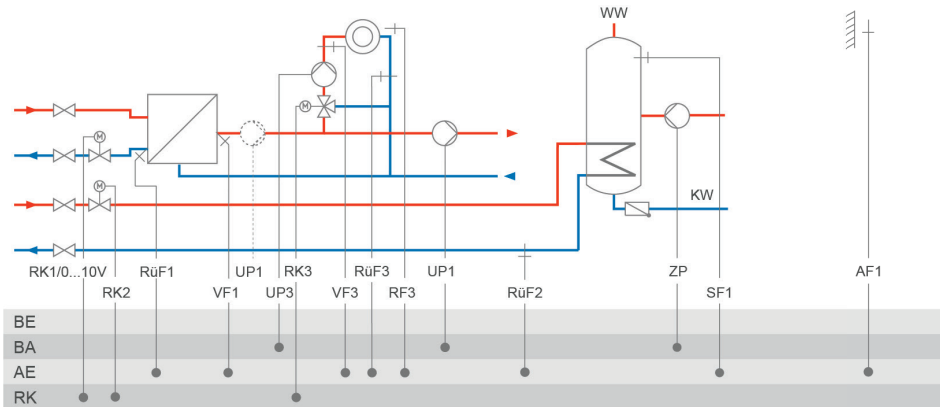 WW
M
M
M
KW
RK1/0...10V RüF1 UP1 RK3 RüF3 UP1 ZP AF1
RK2 VF1 UP3 VF3 RF3 RüF2 SF1
BE
BA
AE
RK